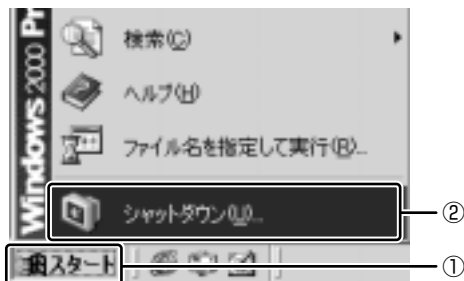 Windows 2000 Pr
検索(C)
ヘルプ(H)
ファイル名を指定して実行(R)...
シャットダウン(U)...
②
スタート
①